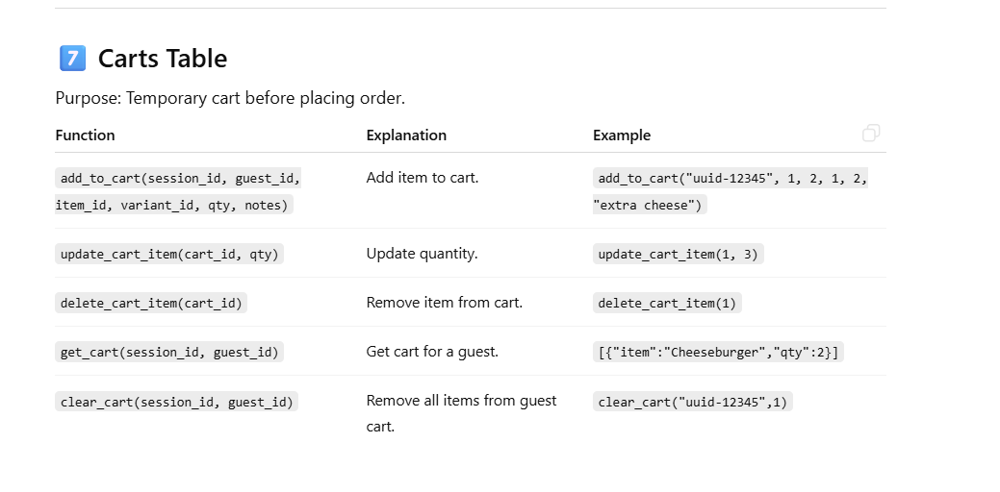 7 Carts Table
Purpose: Temporary cart before placing order.
Function Explanation Example
add_to_cart(session_id, guest_id, Add item to cart. add_to_cart("uuid-12345", 1, 2, 1, 2,
item_id, variant_id, qty, notes) "extra cheese")
update_cart_item(cart_id, qty) Update quantity. update_cart_item(1, 3)
delete_cart_item(cart_id) Remove item from cart. delete_cart_item(1)
get_cart(session_id, guest_id) Get cart for a guest. [{"item":"Cheeseburger","qty":2}]
clear_cart(session_id, guest_id) Remove all items from guest clear_cart("uuid-12345",1)
cart.